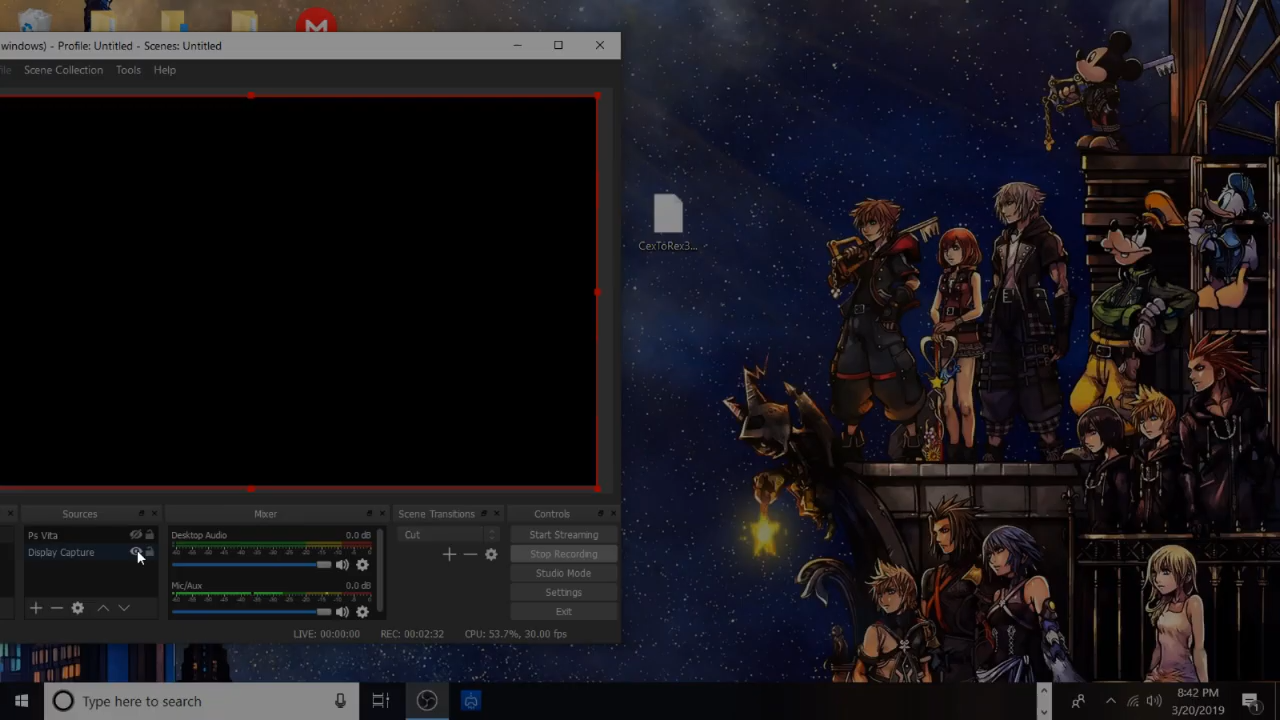 windows) - Profile: Untitled - Scenes: Untitled
file Scene Collection Tools Help
CexToRex3...
Sources
Mixer
Scene Transitions
Controls
Ps Vita
Display Capture
Desktop Audio 0.0 dB
Mic/Aux 0.0 dB
Cut
Start Streaming
Stop Recording
Studio Mode
Settings
Exit
LIVE: 00:00:00 REC: 00:02:32 CPU: 53.7%, 30.00 fps
Type here to search
8:42 PM
3/20/2019
1